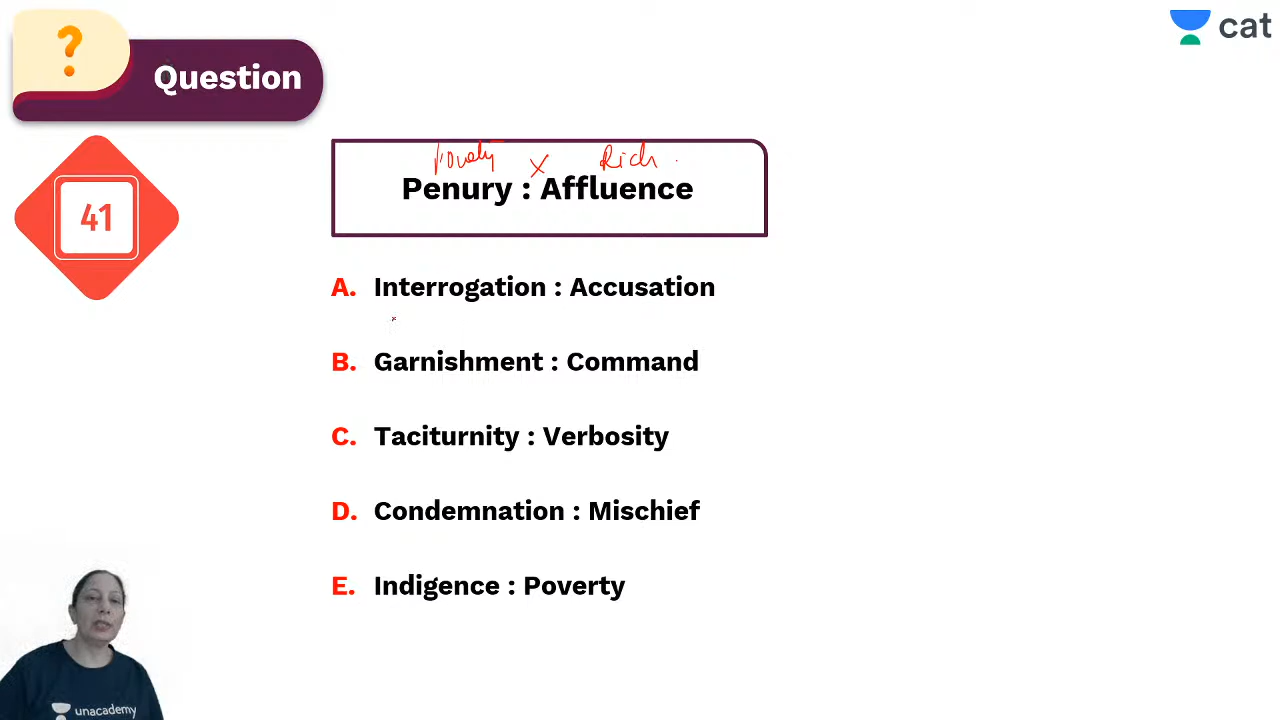 ?
cat
Question
41
Poverty x Rich
Penury : Affluence
A. Interrogation : Accusation
B. Garnishment : Command
C. Taciturnity : Verbosity
D. Condemnation : Mischief
E. Indigence : Poverty
unacademy